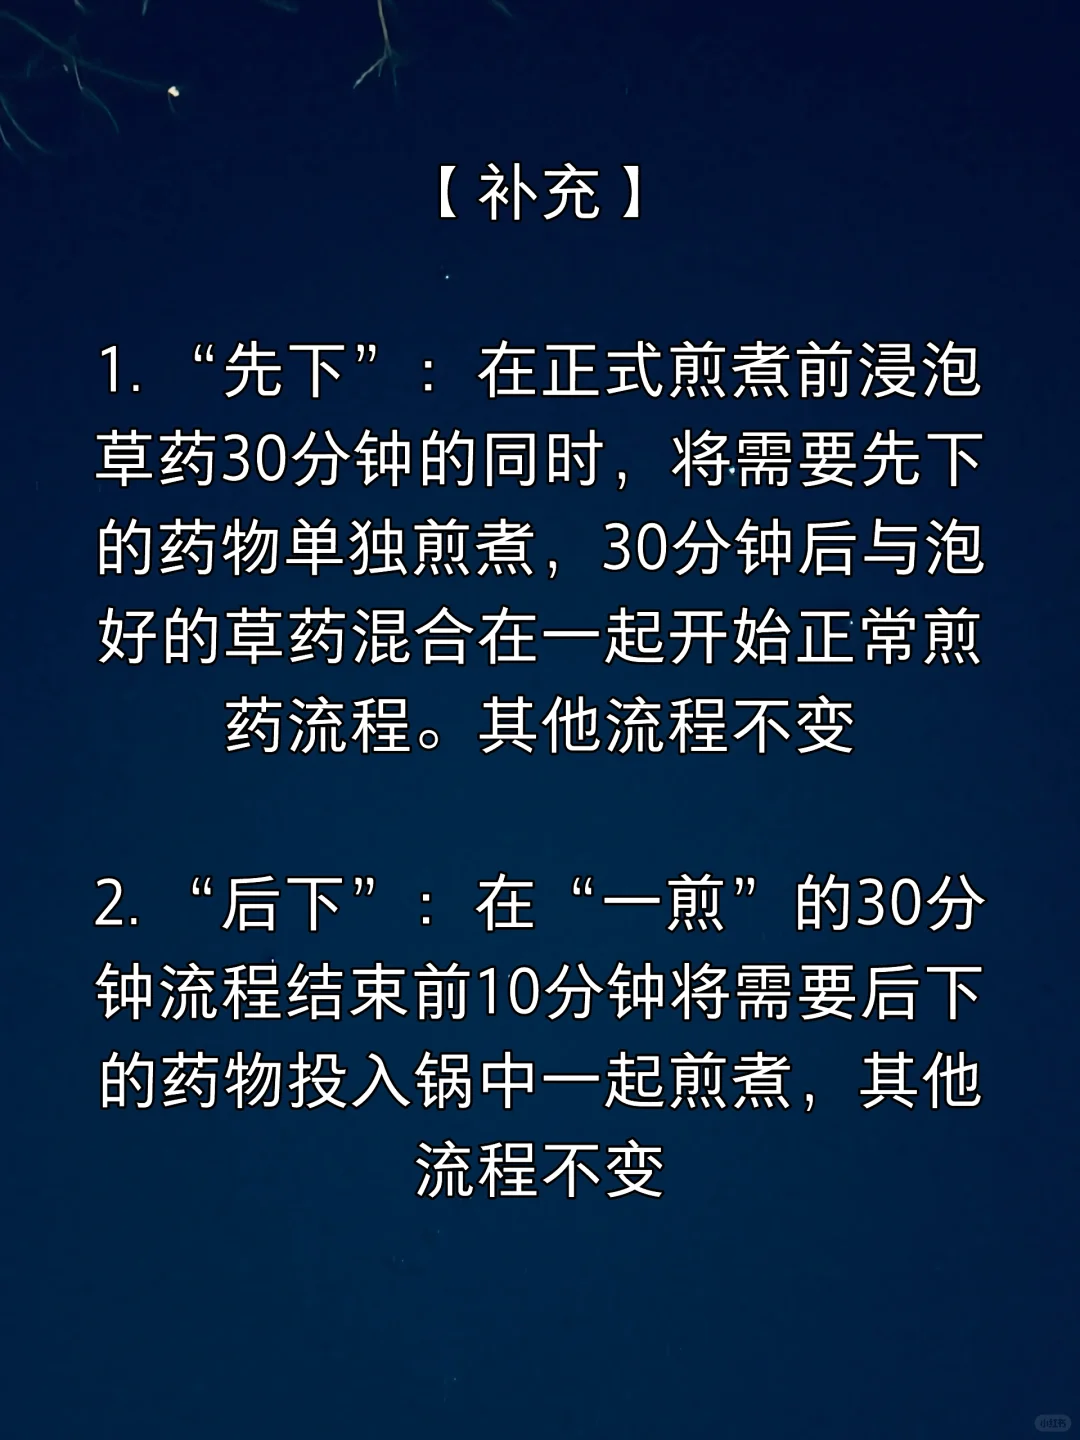 【补充】
1. “先下”：在正式煎煮前浸泡
草药30分钟的同时，将需要先下
的药物单独煎煮，30分钟后与泡
好的草药混合在一起开始正常煎
药流程。其他流程不变
2. “后下”：在“一煎”的30分
钟流程结束前10分钟将需要后下
的药物投入锅中一起煎煮，其他
流程不变
小红书